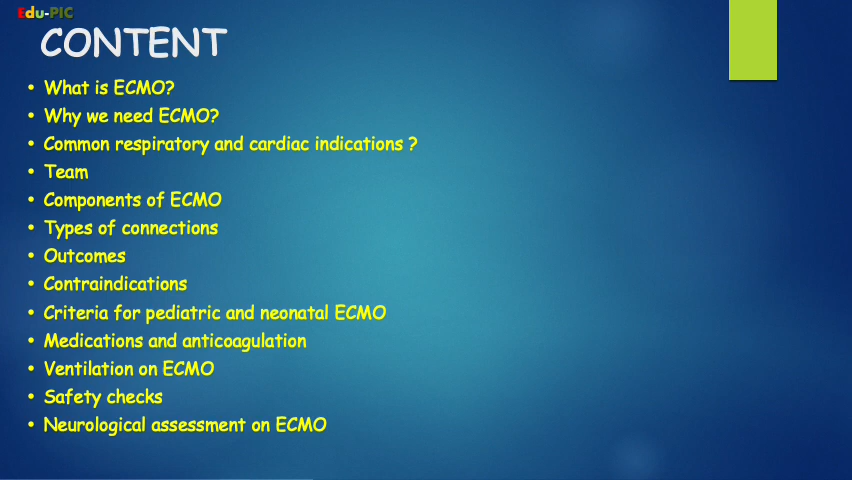 Edu-PIC
CONTENT
• What is ECMO?
• Why we need ECMO?
• Common respiratory and cardiac indications ?
• Team
• Components of ECMO
• Types of connections
• Outcomes
• Contraindications
• Criteria for pediatric and neonatal ECMO
• Medications and anticoagulation
• Ventilation on ECMO
• Safety checks
• Neurological assessment on ECMO